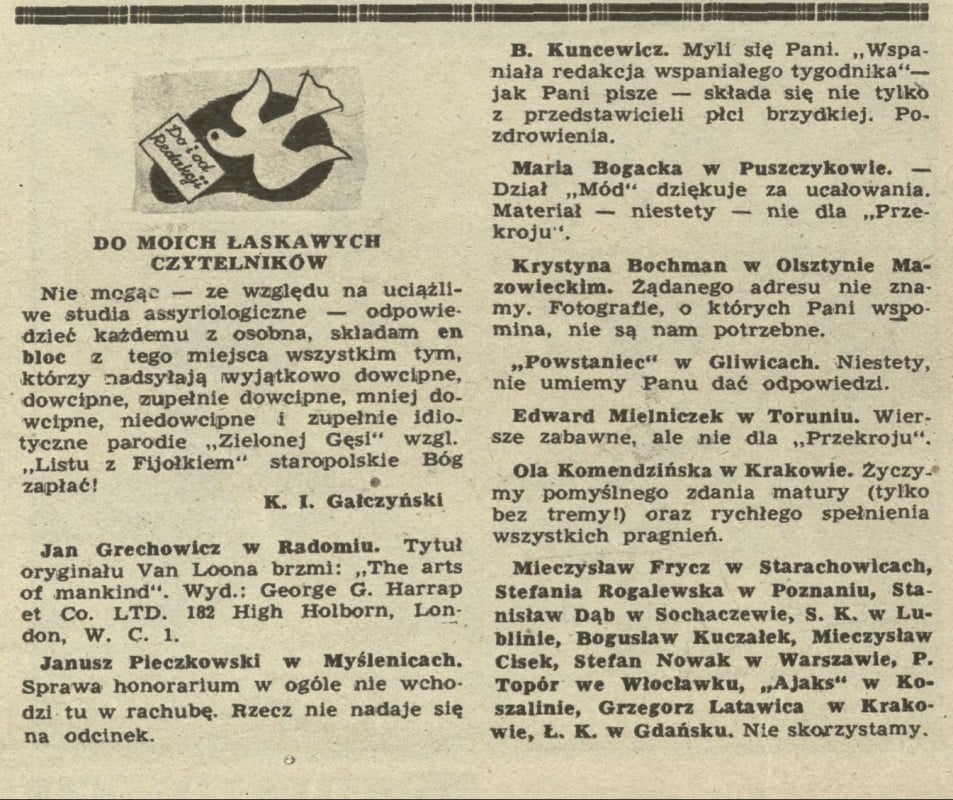 Do i od
Redakcji
DO MOICH ŁASKAWYCH
CZYTELNIKÓW
Nie mogąc — ze względu na uciążli-
we studia assyriologiczne — odpowie-
dzieć każdemu z osobna, składam en
bloc z tego miejsca wszystkim tym,
którzy nadsyłają wyjątkowo dowcipne,
dowcipne, zupełnie dowcipne, mniej do-
wcipne, niedowcipne i zupełnie idio-
tyczne parodie „Zielonej Gęsi“ wzgl.
„Listu z Fijołkiem“ staropolskie Bóg
zapłać!
K. I. Gałczyński
Jan Grechowicz w Radomiu. Tytuł
oryginału Van Loona brzmi: „The arts
of mankind“. Wyd.: George G. Harrap
et Co. LTD. 182 High Holborn, Lon-
don, W. C. 1.
Janusz Pieczkowski w Myślenicach.
Sprawa honorarium w ogóle nie wcho-
dzi tu w rachubę. Rzecz nie nadaje się
na odcinek.
B. Kuncewicz. Myli się Pani. „Wspa-
niała redakcja wspaniałego tygodnika“—
jak Pani pisze — składa się nie tylko
z przedstawicieli płci brzydkiej. Po-
zdrowienia.
Maria Bogacka w Puszczykowie. —
Dział „Mód“ dziękuje za ucałowania.
Materiał — niestety — nie dla „Prze-
kroju“.
Krystyna Bochman w Olsztynie Ma-
zowieckim. Żądanego adresu nie zna-
my. Fotografie, o których Pani wspo-
mina, nie są nam potrzebne.
„Powstaniec“ w Gliwicach. Niestety,
nie umiemy Panu dać odpowiedzi.
Edward Mielniczek w Toruniu. Wier-
sze zabawne, ale nie dla „Przekroju“.
Ola Komendzińska w Krakowie. Życzy-
my pomyślnego zdania matury (tylko
bez tremy!) oraz rychłego spełnienia
wszystkich pragnień.
Mieczysław Frycz w Starachowicach,
Stefania Rogalewska w Poznaniu, Sta-
nisław Dąb w Sochaczewie, S. K. w Lu-
blinie, Bogusław Kuczałek, Mieczysław
Cisek, Stefan Nowak w Warszawie, P.
Topór we Włocławku, „Ajaks“ w Ko-
szalinie, Grzegorz Latawica w Krako-
wie, Ł. K. w Gdańsku. Nie skorzystamy.